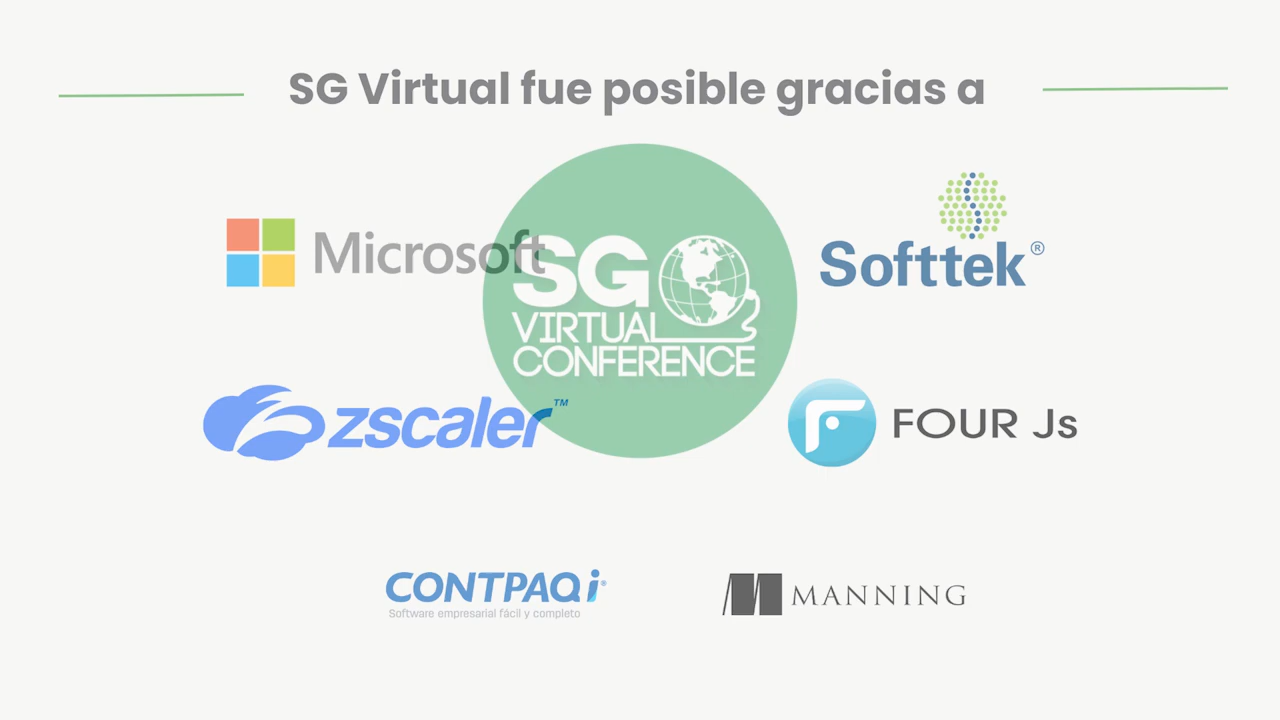 SG Virtual fue posible gracias a
Microsoft
SG
VIRTUAL
CONFERENCE
Softtek®
zscaler™
FOUR Js
CONTPAQi®
Software empresarial fácil y completo
MANNING